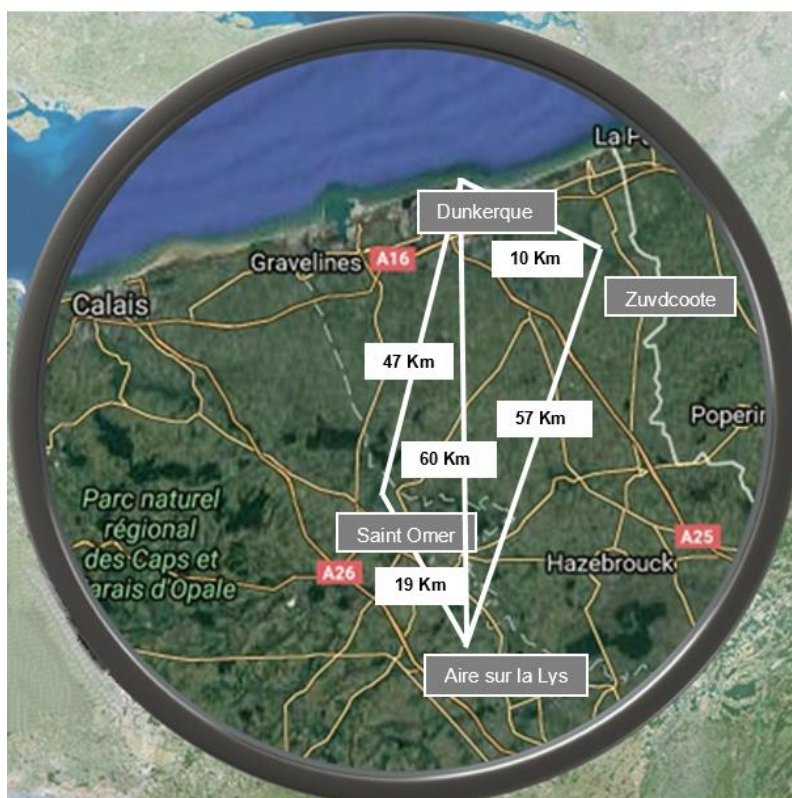 La P
Dunkerque
Gravelines
A16
10 Km
Zuvdcoote
Calais
47 Km
57 Km
Poperin
60 Km
Parc naturel
régional
des Caps et
arais d'Opale
Saint Omer
A25
A26
Hazebrouck
19 Km
Aire sur la Lys